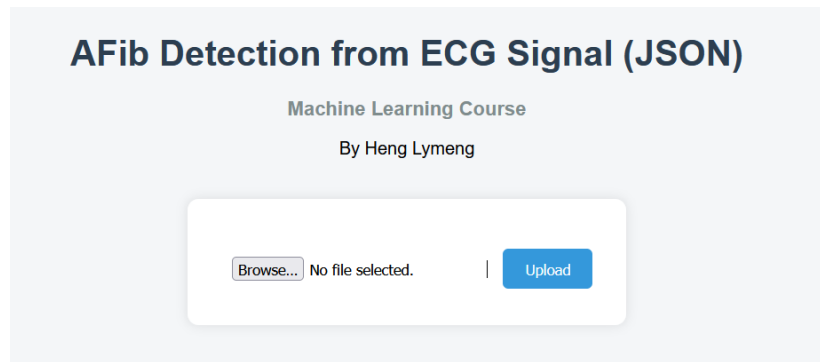 AFib Detection from ECG Signal (JSON)
Machine Learning Course
By Heng Lymeng
Browse... No file selected. | Upload